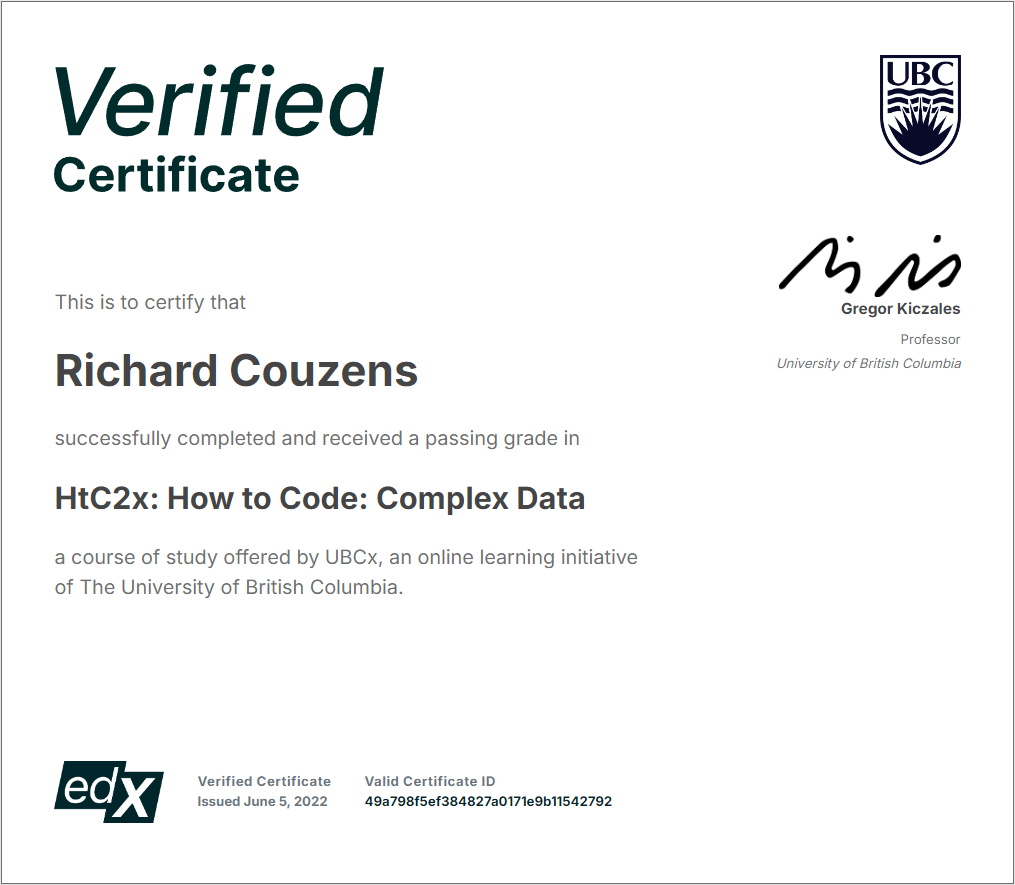 Verified
Certificate
UBC
This is to certify that
Richard Couzens
successfully completed and received a passing grade in
HtC2x: How to Code: Complex Data
a course of study offered by UBCx, an online learning initiative
of The University of British Columbia.
Gregor Kiczales
Professor
University of British Columbia
edX
Verified Certificate
Issued June 5, 2022
Valid Certificate ID
49a798f5ef384827a0171e9b11542792